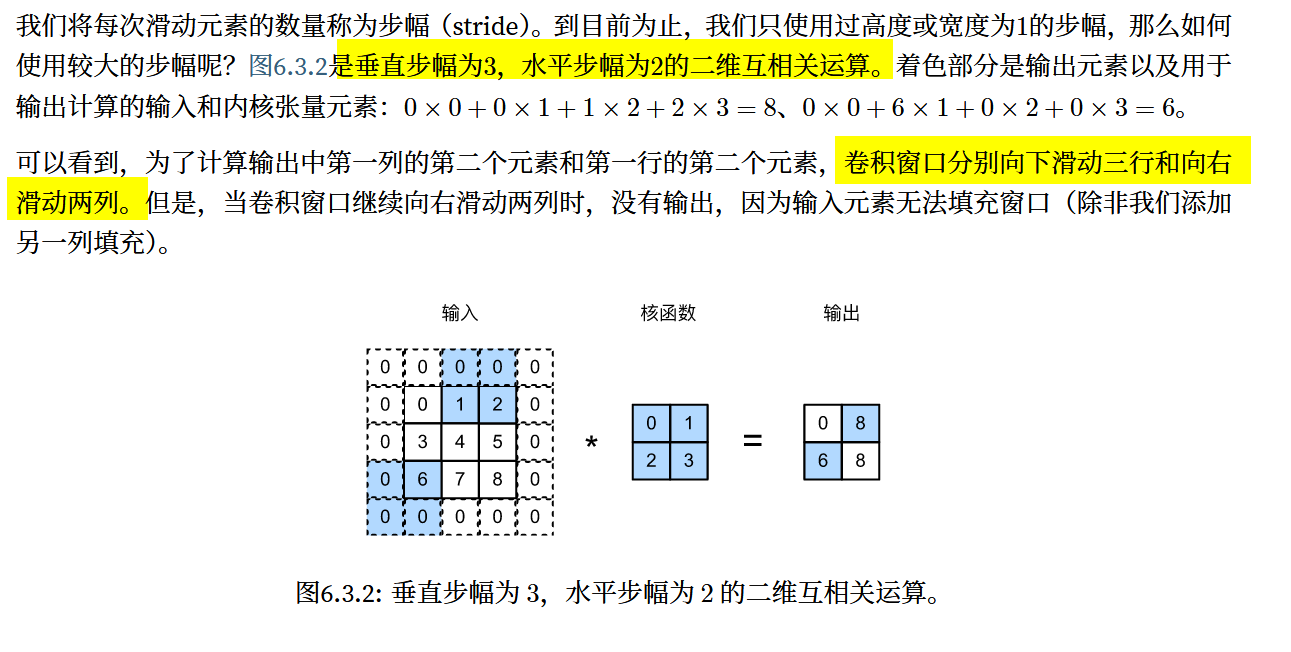 我们将每次滑动元素的数量称为步幅（stride）。到目前为止，我们只使用过高度或宽度为1的步幅，那么如何
使用较大的步幅呢？图6.3.2是垂直步幅为3，水平步幅为2的二维互相关运算。着色部分是输出元素以及用于
输出计算的输入和内核张量元素：0 × 0 + 0 × 1 + 1 × 2 + 2 × 3 = 8、0 × 0 + 6 × 1 + 0 × 2 + 0 × 3 = 6。
可以看到，为了计算输出中第一列的第二个元素和第一行的第二个元素，卷积窗口分别向下滑动三行和向右
滑动两列。但是，当卷积窗口继续向右滑动两列时，没有输出，因为输入元素无法填充窗口（除非我们添加
另一列填充）。
输入 核函数 输出
0 0 0 0 0
0 0 1 2 0
0 3 4 5 0
0 6 7 8 0
0 0 0 0 0
*
0 1
2 3
=
0 8
6 8
图6.3.2: 垂直步幅为 3，水平步幅为 2 的二维互相关运算。